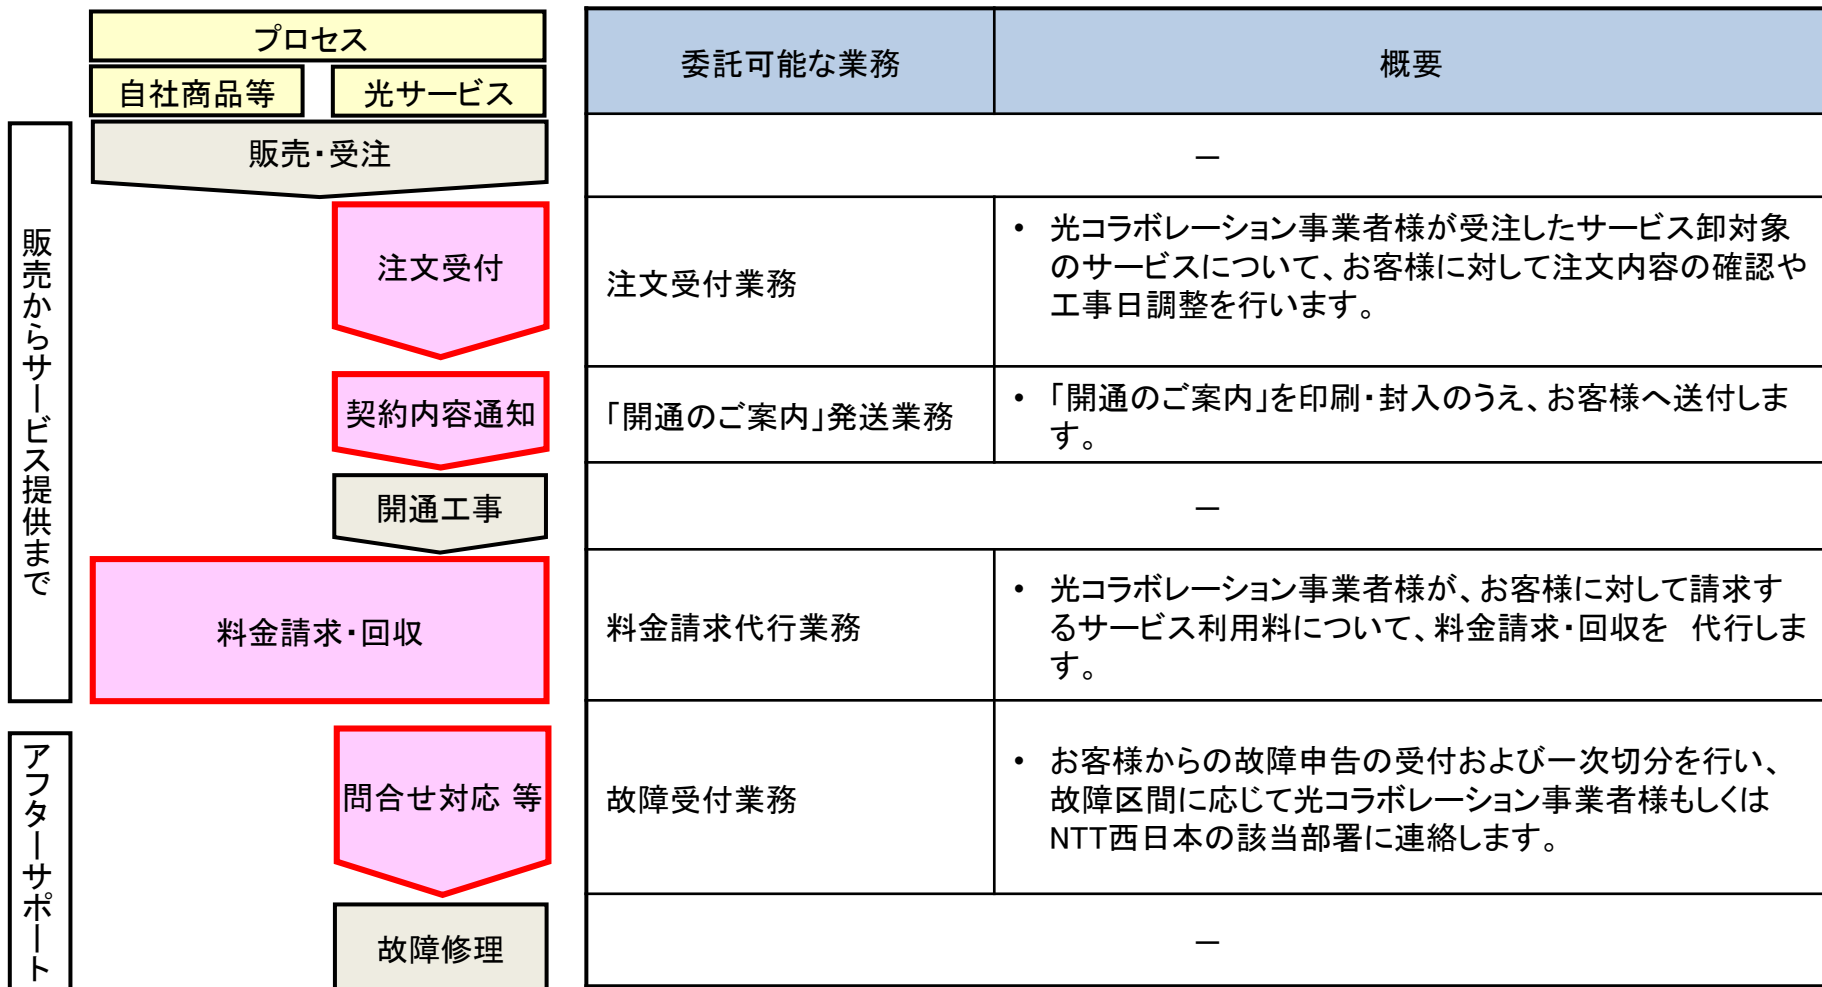 プロセス
自社商品等
光サービス
委託可能な業務
概要
販売からサービス提供まで
販売・受注
―
注文受付
注文受付業務
• 光コラボレーション事業者様が受注したサービス卸対象
のサービスについて、お客様に対して注文内容の確認や
工事日調整を行います。
契約内容通知
「開通のご案内」発送業務
• 「開通のご案内」を印刷・封入のうえ、お客様へ送付しま
す。
開通工事
―
料金請求・回収
料金請求代行業務
• 光コラボレーション事業者様が、お客様に対して請求す
るサービス利用料について、料金請求・回収を　代行しま
す。
アフターサポート
問合せ対応 等
故障受付業務
• お客様からの故障申告の受付および一次切分を行い、
故障区間に応じて光コラボレーション事業者様もしくは
NTT西日本の該当部署に連絡します。
故障修理
―